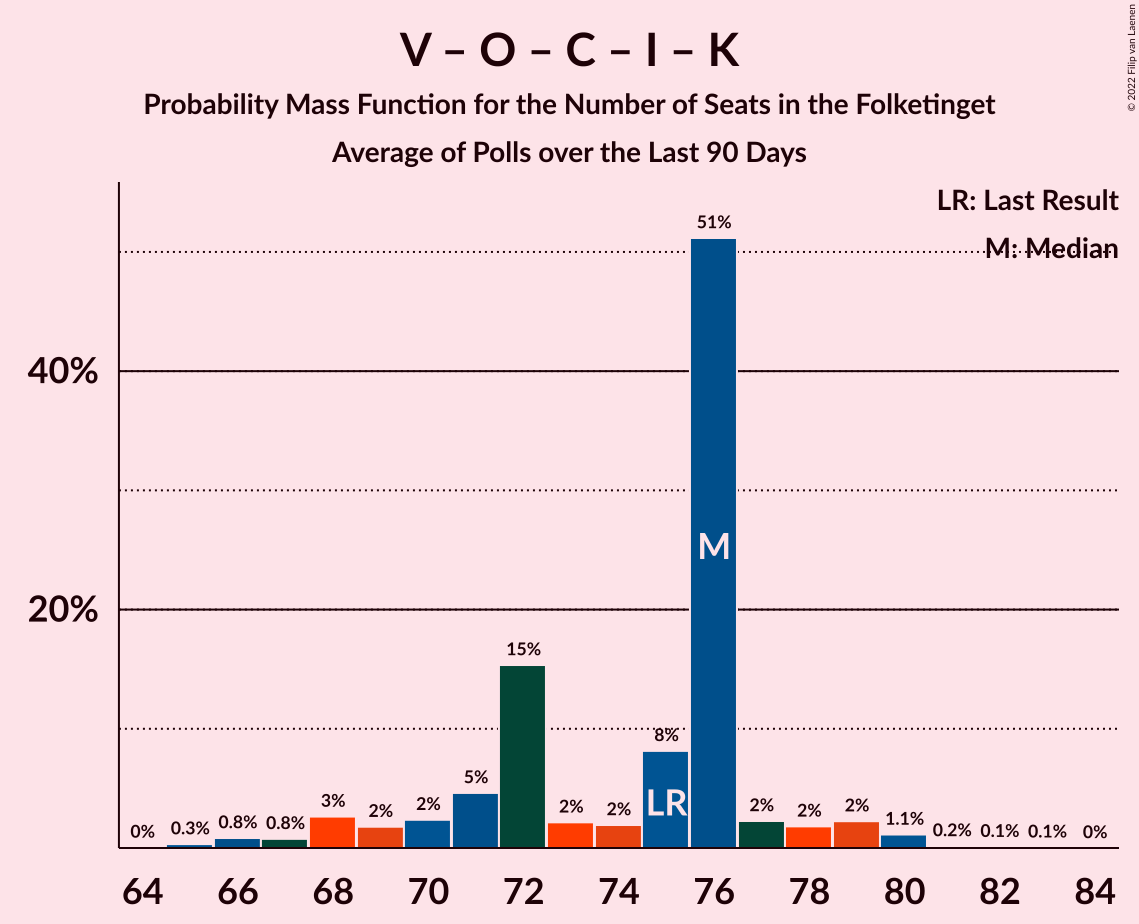 V – O – C – I – K
Probability Mass Function for the Number of Seats in the Folketinget
Average of Polls over the Last 90 Days
© 2022 Filip van Laenen
LR: Last Result
M: Median
40%
20%
0%
0.3%
0.8%
0.8%
3%
2%
2%
5%
15%
2%
2%
8%
51%
2%
2%
2%
1.1%
0.2%
0.1%
0.1%
0%
LR
M
64 66 68 70 72 74 76 78 80 82 84